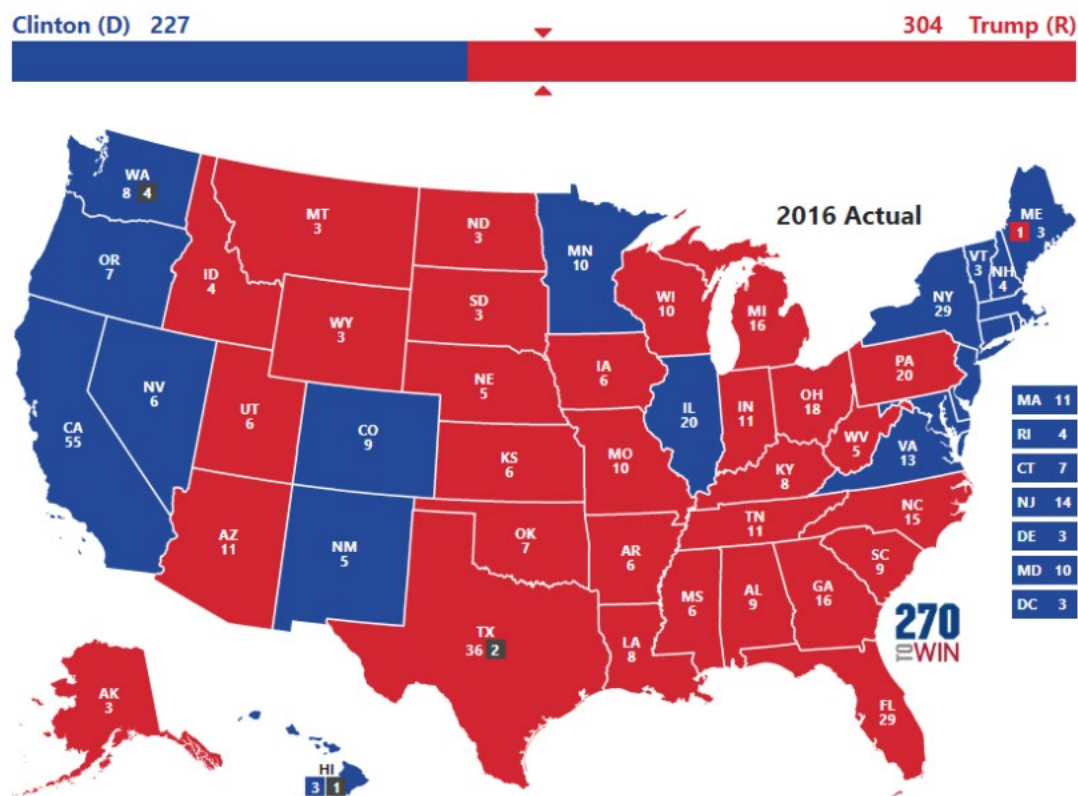 Clinton (D) 227
304 Trump (R)
2016 Actual
WA
8 4
OR
7
CA
55
NV
6
ID
4
MT
3
WY
3
UT
6
CO
9
AZ
11
NM
5
ND
3
SD
3
NE
5
KS
6
OK
7
TX
36 2
MN
10
IA
6
MO
10
AR
6
LA
8
WI
10
IL
20
MI
16
IN
11
OH
18
KY
8
TN
11
MS
6
AL
9
GA
16
FL
29
SC
9
NC
15
VA
13
WV
5
PA
20
NY
29
VT
3
NH
4
ME
1 3
MA 11
RI 4
CT 7
NJ 14
DE 3
MD 10
DC 3
AK
3
HI
3 1
270
TO WIN